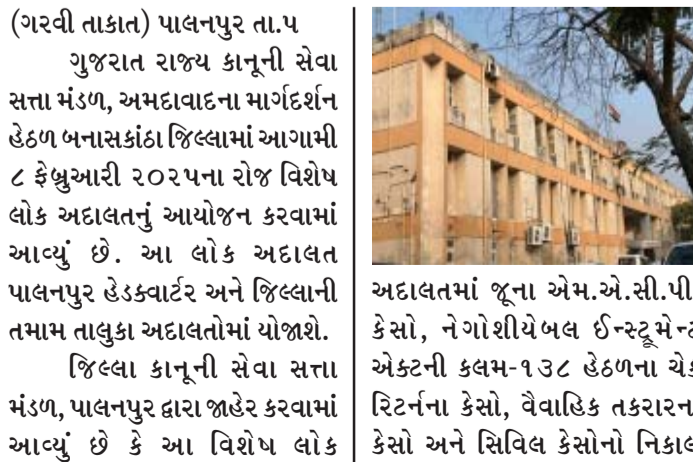 (ગરવી તાકાત) પાલનપુર તા.૫
ગુજરાત રાજ્ય કાનૂની સેવા
સત્તા મંડળ, અમદાવાદના માર્ગદર્શન
હેઠળ બનાસકાંઠા જિલ્લામાં આગામી
૮ ફેબ્રુઆરી ૨૦૨૫ના રોજ વિશેષ
લોક અદાલતનું આયોજન કરવામાં
આવ્યું છે. આ લોક અદાલત
પાલનપુર હેડક્વાર્ટર અને જિલ્લાની
તમામ તાલુકા અદાલતોમાં યોજાશે.
જિલ્લા કાનૂની સેવા સત્તા
મંડળ, પાલનપુર દ્વારા જાહેર કરવામાં
આવ્યું છે કે આ વિશેષ લોક
અદાલતમાં જૂના એમ.એ.સી.પી.
કેસો, નેગોશીયેબલ ઈન્સ્ટ્રૂમેન્ટ
એક્ટની કલમ-૧૩૮ હેઠળના ચેક
રિટર્નના કેસો, વૈવાહિક તકરારના
કેસો અને સિવિલ કેસોનો નિકાલ